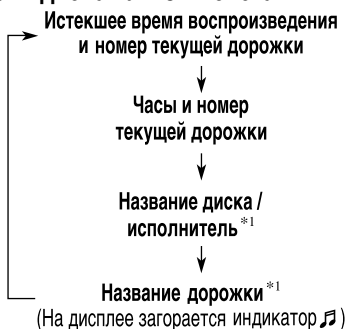 Истекшее время воспроизведения
и номер текущей дорожки
Часы и номер
текущей дорожки
Название диска /
исполнитель *1
Название дорожки *1
(На дисплее загорается индикатор ♬)